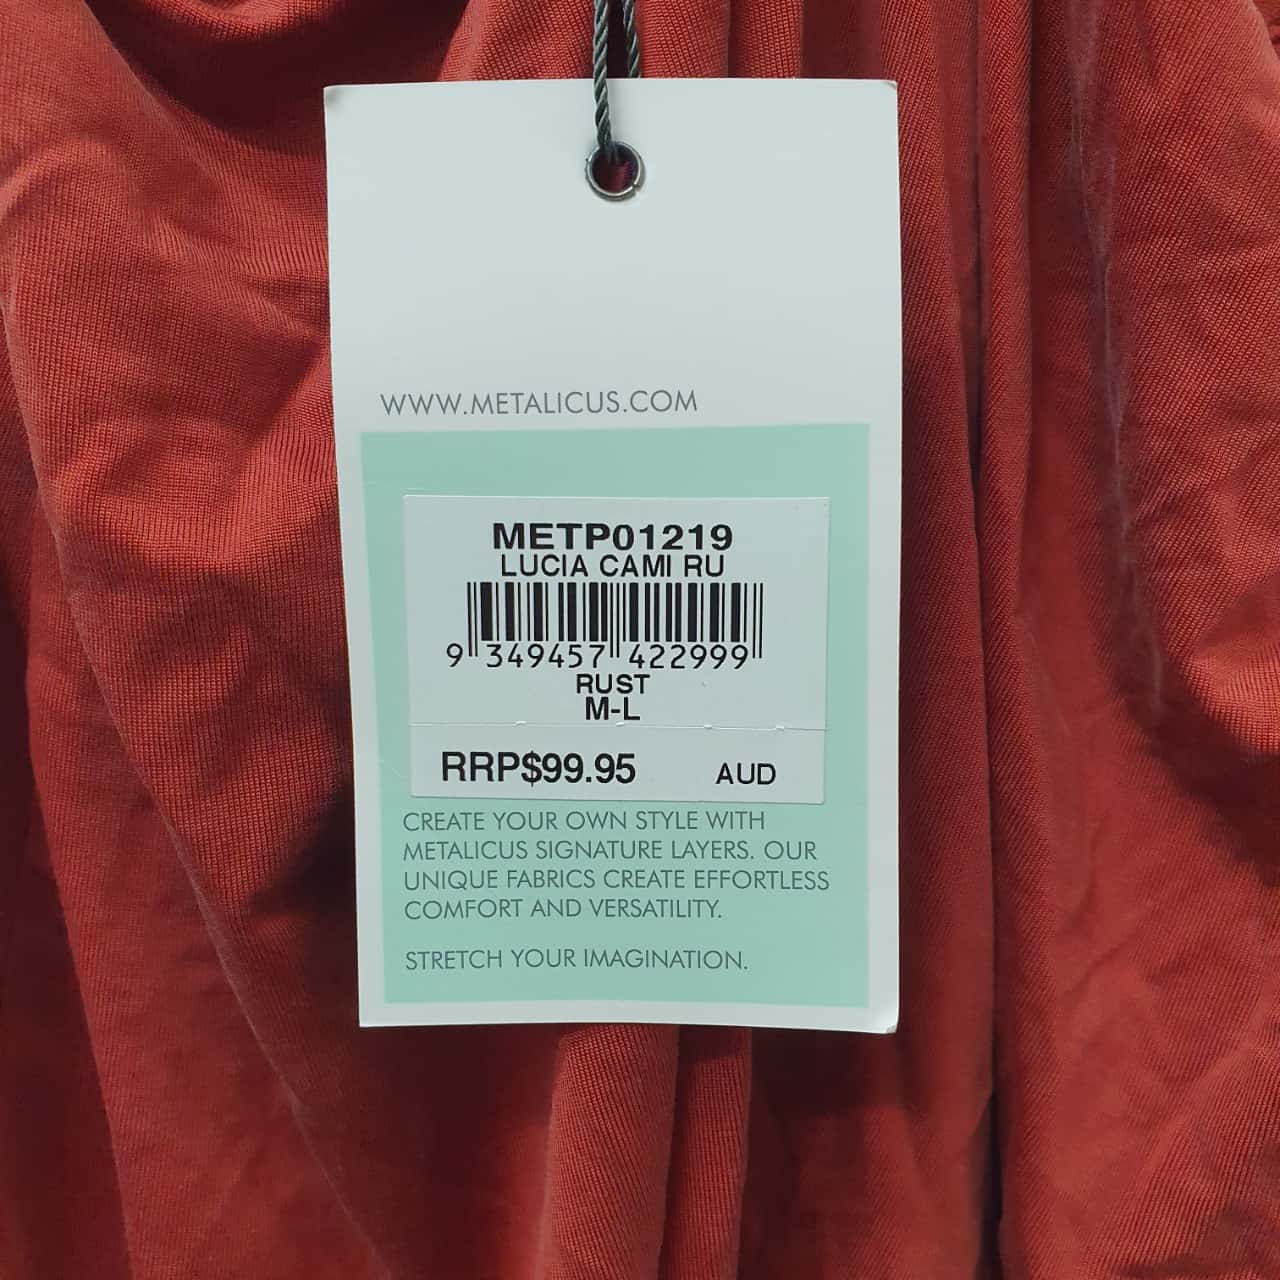 WWW.METALICUS.COM
METP01219
LUCIA CAMI RU
9 349457 422999
RUST
M-L
RRP$99.95 AUD
CREATE YOUR OWN STYLE WITH
METALICUS SIGNATURE LAYERS. OUR
UNIQUE FABRICS CREATE EFFORTLESS
COMFORT AND VERSATILITY.
STRETCH YOUR IMAGINATION.